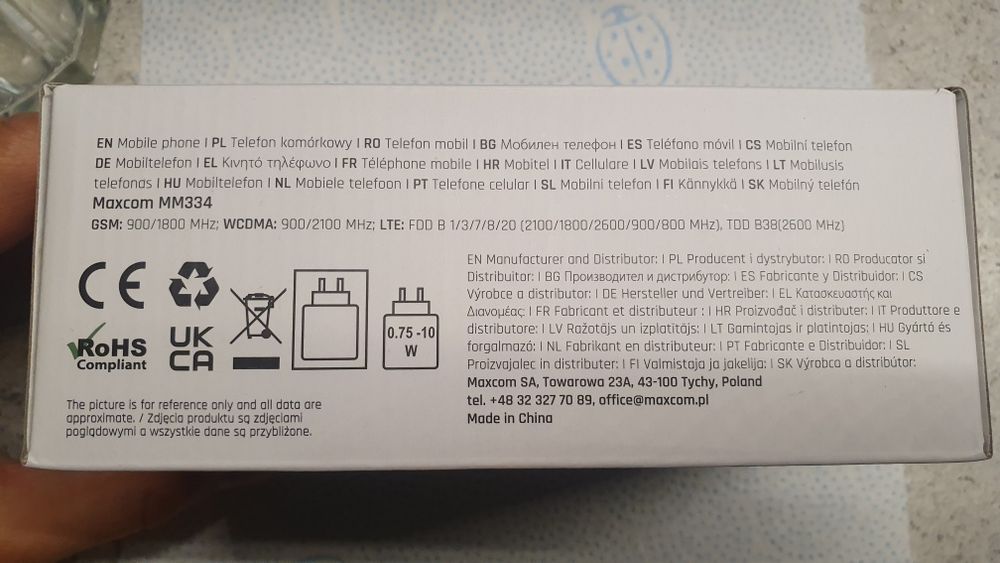 EN Mobile phone I PL Telefon komórkowy I RO Telefon mobil I BG Мобилен телефон I ES Teléfono móvil I CS Mobilní telefon
DE Mobiltelefon I EL Κινητό τηλέφωνο I FR Téléphone mobile I HR Mobitel I IT Cellulare I LV Mobilais telefons I LT Mobilusis
telefonas I HU Mobiltelefon I NL Mobiele telefoon I PT Telefone celular I SL Mobilni telefon I FI Kännykkä I SK Mobilný telefón
Maxcom MM334
GSM: 900/1800 MHz; WCDMA: 900/2100 MHz; LTE: FDD B 1/3/7/8/20 (2100/1800/2600/900/800 MHz), TDD B38(2600 MHz)
CE
RoHS
Compliant
UK
CA
0.75 -10
W
The picture is for reference only and all data are
approximate. / Zdjęcia produktu są zdjęciami
poglądowymi a wszystkie dane są przybliżone.
EN Manufacturer and Distributor: I PL Producent i dystrybutor: I RO Producator si
Distribuitor: I BG Производител и дистрибутор: I ES Fabricante y Distribuidor: I CS
Výrobce a distributor: I DE Hersteller und Vertreiber: I EL Κατασκευαστής και
Διανομέας: I FR Fabricant et distributeur : I HR Proizvođač i distributer: I IT Produttore e
distributore: I LV Ražotājs un izplatītājs: I LT Gamintojas ir platintojas: I HU Gyártó és
forgalmazó: I NL Fabrikant en distributeur: I PT Fabricante e Distribuidor: I SL
Proizvajalec in distributer: I FI Valmistaja ja jakelija: I SK Výrobca a distribútor:
Maxcom SA, Towarowa 23A, 43-100 Tychy, Poland
tel. +48 32 327 70 89, office@maxcom.pl
Made in China